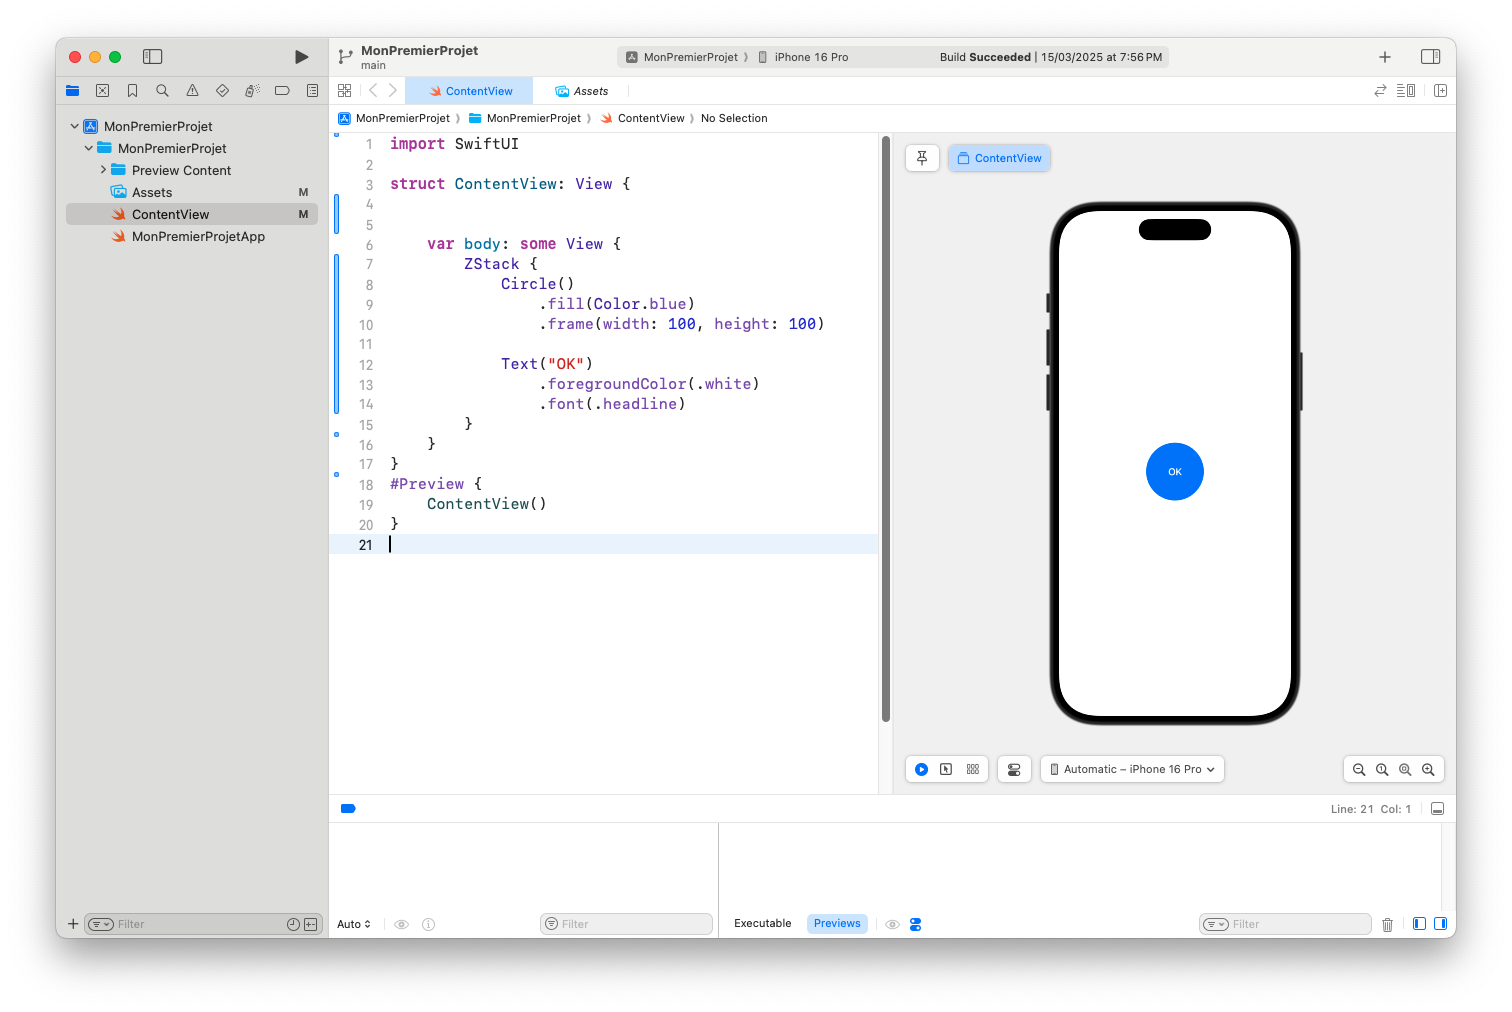 MonPremierProjet
main
MonPremierProjet
iPhone 16 Pro
Build Succeeded | 15/03/2025 at 7:56 PM
ContentView
Assets
MonPremierProjet
MonPremierProjet
ContentView
No Selection
MonPremierProjet
MonPremierProjet
Preview Content
Assets M
ContentView M
MonPremierProjetApp
1 import SwiftUI
2
3 struct ContentView: View {
4
5
6     var body: some View {
7         ZStack {
8             Circle()
9                 .fill(Color.blue)
10                 .frame(width: 100, height: 100)
11
12             Text("OK")
13                 .foregroundColor(.white)
14                 .font(.headline)
15         }
16     }
17 }
18 #Preview {
19     ContentView()
20 }
21
ContentView
OK
Automatic – iPhone 16 Pro
Line: 21 Col: 1
Filter
Auto
Filter
Executable
Previews
Filter